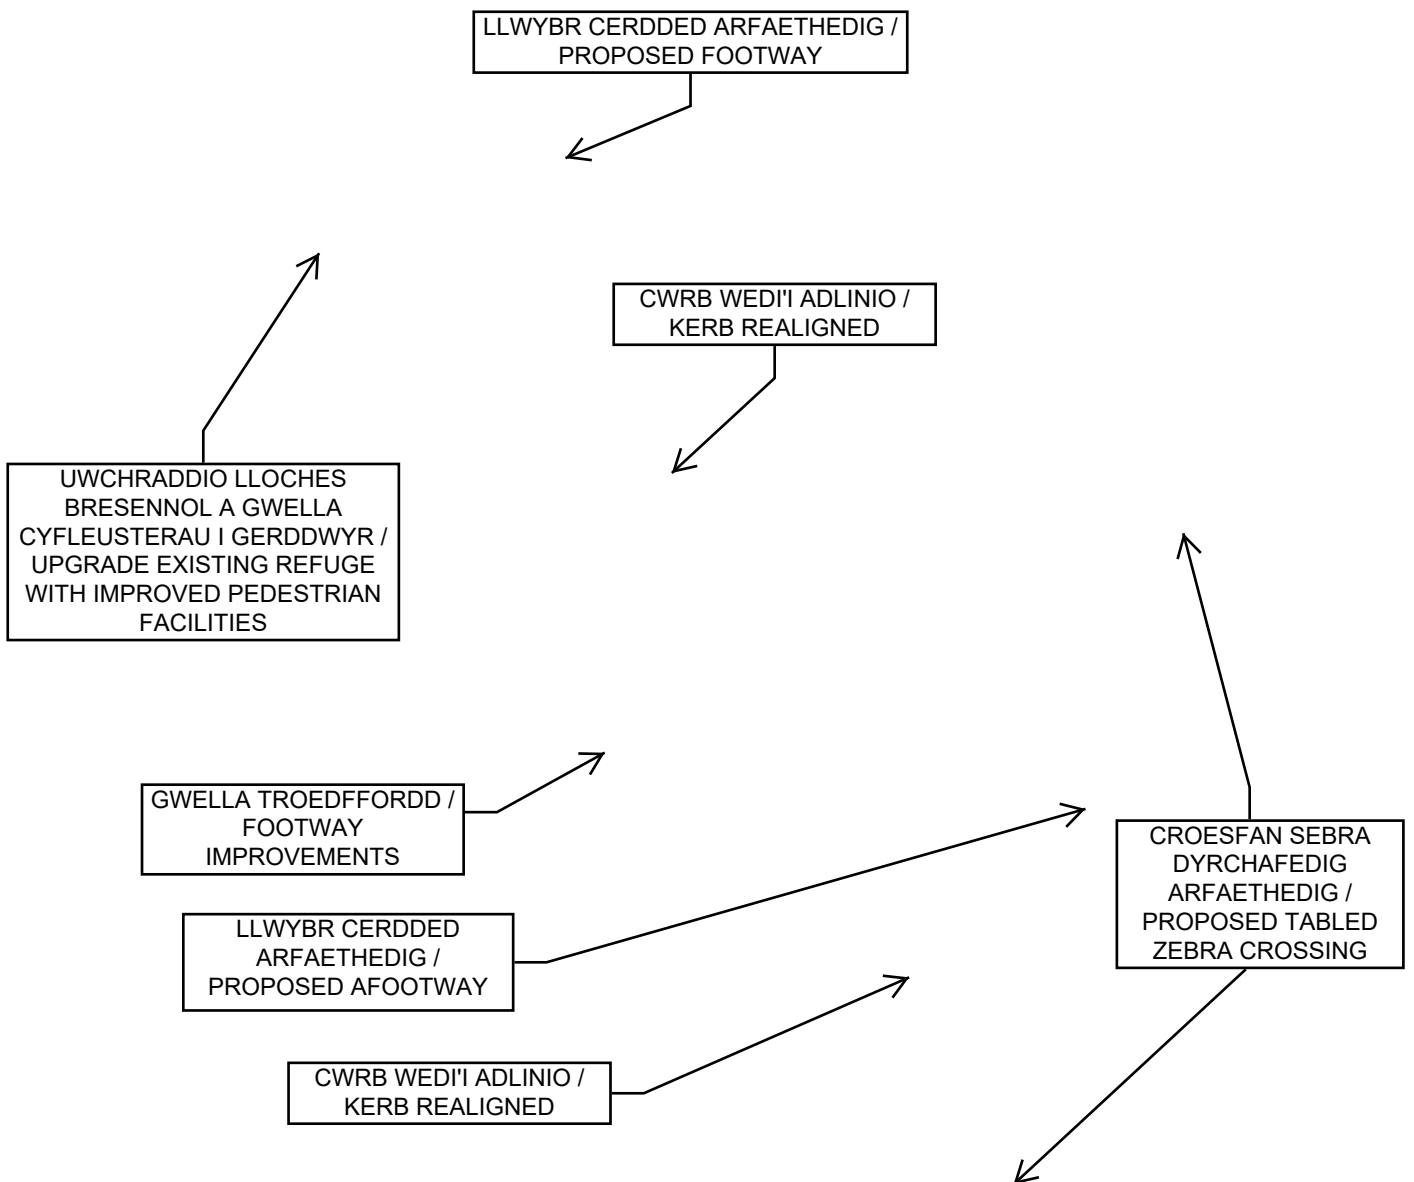 LLWYBR CERDDED ARFAETHEDIG /
PROPOSED FOOTWAY
CWRB WEDI'I ADLINIO /
KERB REALIGNED
UWCHRADDIO LLOCHES
BRESENNOL A GWELLA
CYFLEUSTERAU I GERDDWYR /
UPGRADE EXISTING REFUGE
WITH IMPROVED PEDESTRIAN
FACILITIES
GWELLA TROEDFFORDD /
FOOTWAY
IMPROVEMENTS
CROESFAN SEBRA
DYRCHAFEDIG
ARFAETHEDIG /
PROPOSED TABLED
ZEBRA CROSSING
LLWYBR CERDDED
ARFAETHEDIG /
PROPOSED AFOOTWAY
CWRB WEDI'I ADLINIO /
KERB REALIGNED